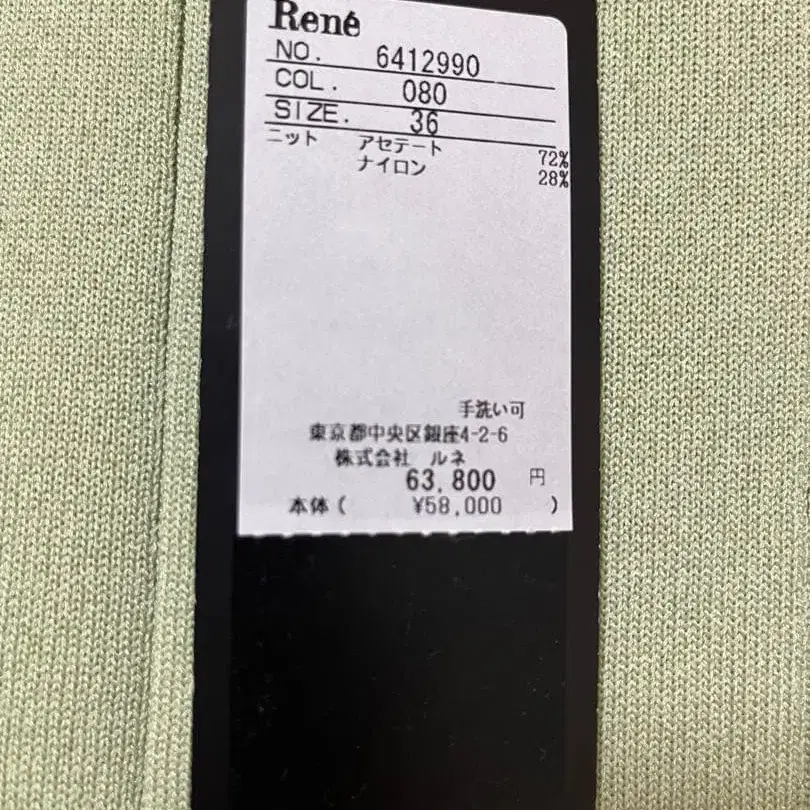 René
NO. 6412990
COL. 080
SIZE. 36
ニット アセテート 72%
ナイロン 28%
手洗い可
東京都中央区銀座4-2-6
株式会社 ルネ
63,800 円
本体( ¥58,000 )